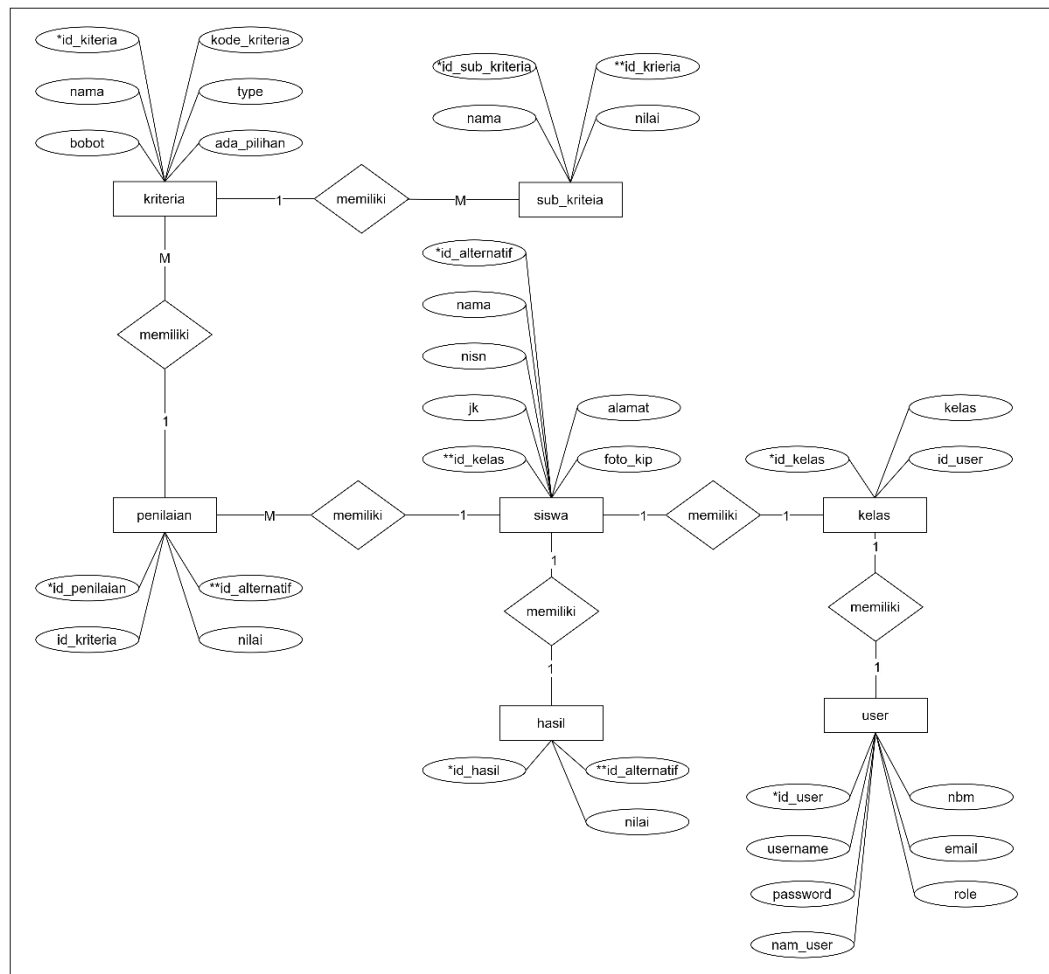 *id_kiteria
kode_kriteria
nama
type
bobot
ada_pilihan
kriteria
1
memiliki
M
*id_sub_kriteria
**id_krieria
nama
nilai
sub_kriteia
M
memiliki
1
*id_alternatif
nama
nisn
jk
alamat
**id_kelas
foto_kip
kelas
*id_kelas
id_user
penilaian
M
memiliki
1
siswa
1
memiliki
1
kelas
*id_penilaian
**id_alternatif
id_kriteria
nilai
1
memiliki
1
1
memiliki
1
hasil
*id_hasil
**id_alternatif
nilai
user
*id_user
nbm
username
email
password
role
nam_user